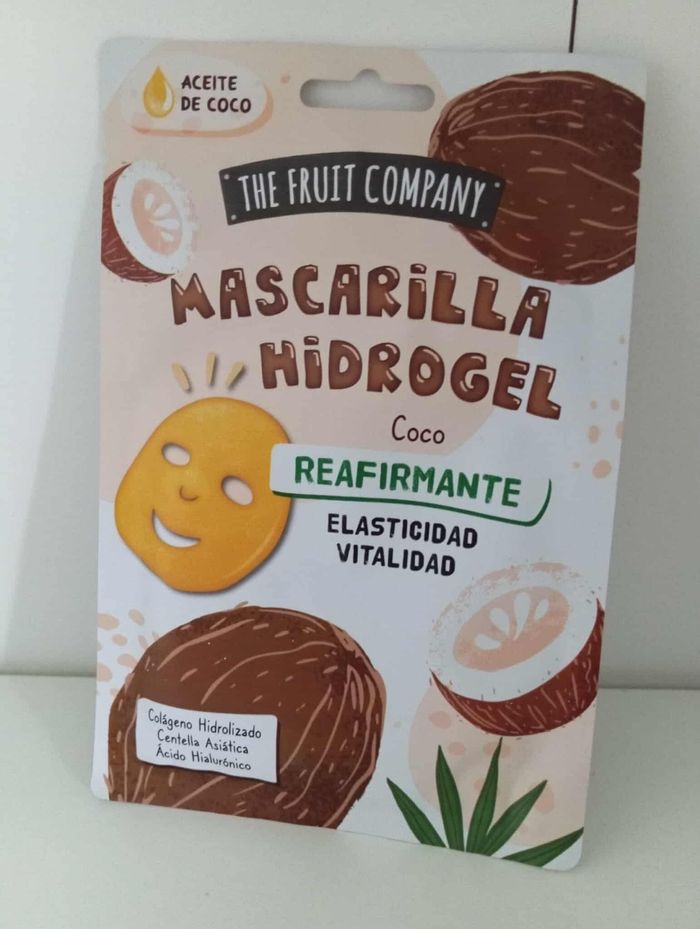 ACEITE
DE COCO
THE FRUIT COMPANY
MASCARiLLA
HiDROGEL
Coco
REAFIRMANTE
ELASTICIDAD
VITALIDAD
Colágeno Hidrolizado
Centella Asiática
Ácido Hialurónico